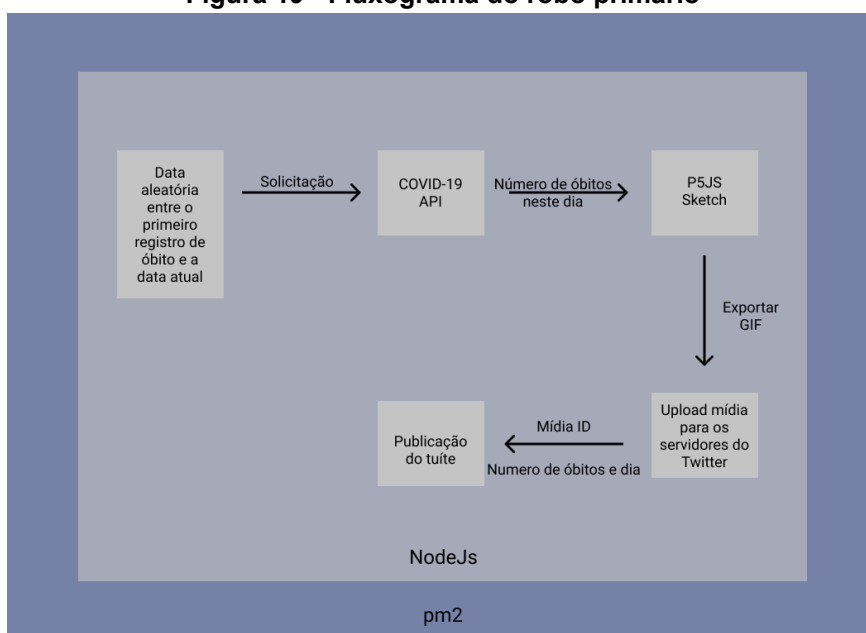 Figura - Fluxograma do robô primário
Data
aleatória
entre o
primeiro
registro de
óbito e a
data atual
Solicitação
COVID-19
API
Número de óbitos
neste dia
P5JS
Sketch
Exportar
GIF
Upload mídia
para os
servidores do
Twitter
Mídia ID
Numero de óbitos e dia
Publicação
do tuíte
NodeJs
pm2